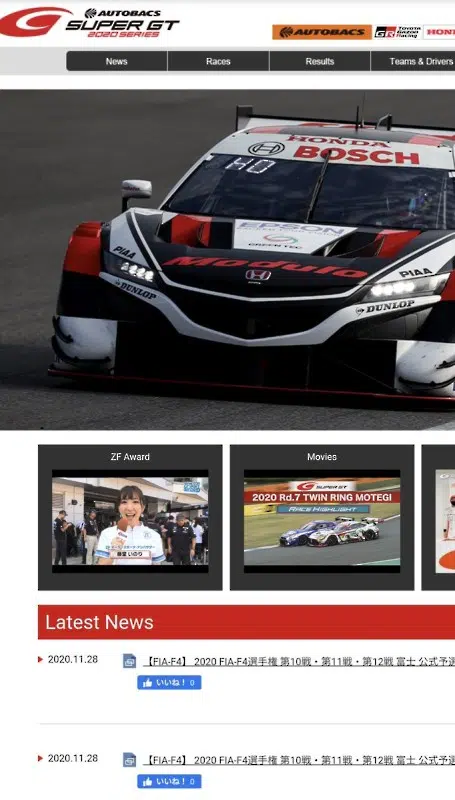 AUTOBACS
SUPER GT
2020 SERIES
AUTOBACS
GR TOYOTA GAZOO Racing
News Races Results Teams & Drivers
HONDA
BOSCH
HO
EPSON
GREEN TEC
Modulo
PIAA
PIAA
DUNLOP
DUNLOP
ZF Award
Movies
SUPER GT
2020 Rd.7 TWIN RING MOTEGI
RACE HIGHLIGHT
Latest News
2020.11.28 【FIA-F4】 2020 FIA-F4選手権 第10戦・第11戦・第12戦 富士 公式予選
いいね！ 0
2020.11.28 【FIA-F4】 2020 FIA-F4選手権 第10戦・第11戦・第12戦 富士 公式予選
いいね！ 0